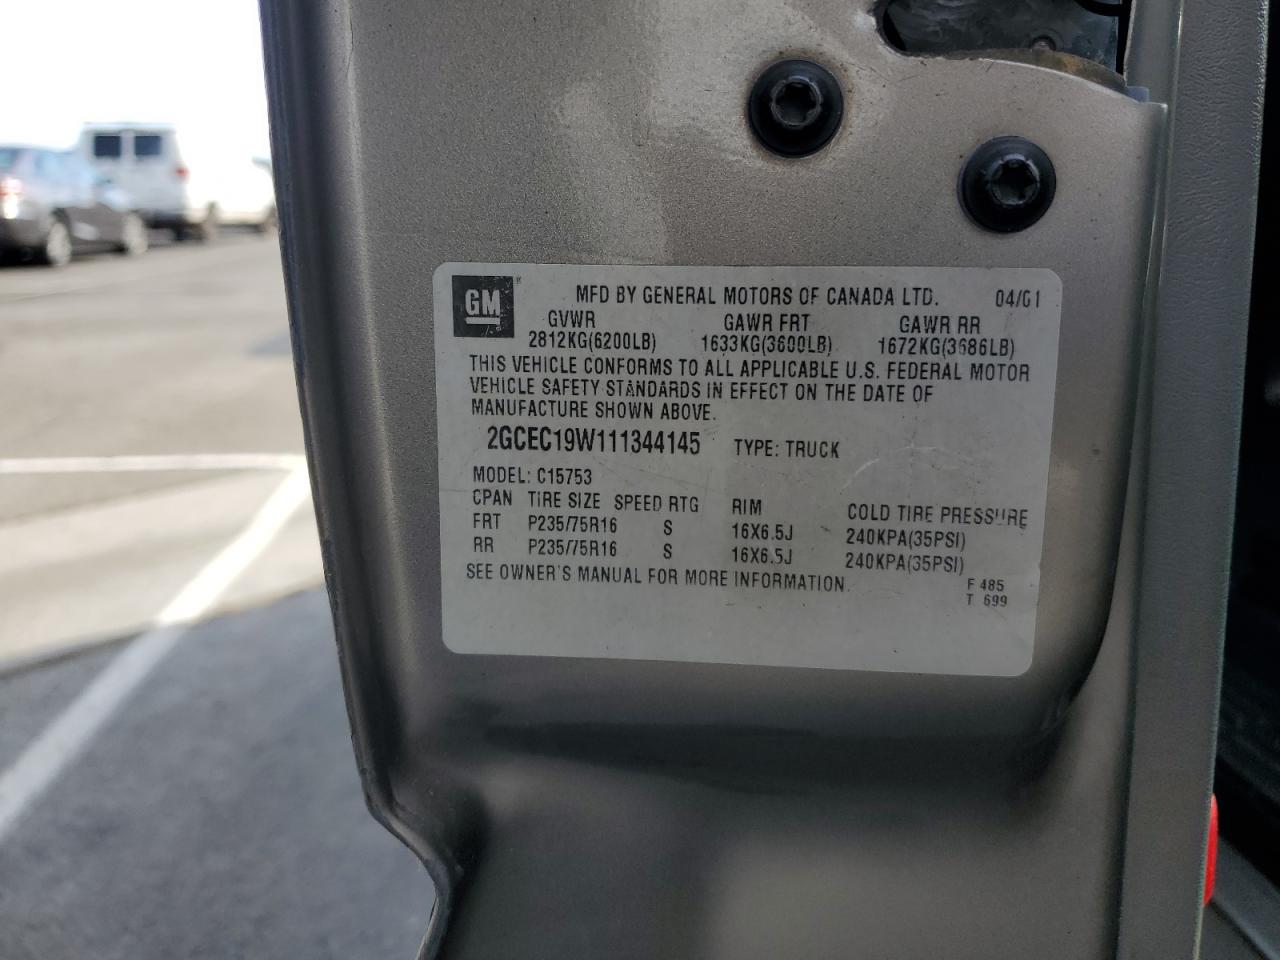 GM
MFD BY GENERAL MOTORS OF CANADA LTD. 04/01
GVWR GAWR FRT GAWR RR
2812KG(6200LB) 1633KG(3600LB) 1672KG(3686LB)
THIS VEHICLE CONFORMS TO ALL APPLICABLE U.S. FEDERAL MOTOR
VEHICLE SAFETY STANDARDS IN EFFECT ON THE DATE OF
MANUFACTURE SHOWN ABOVE.
2GCEC19W111344145 TYPE: TRUCK
MODEL: C15753
CPAN TIRE SIZE SPEED RTG RIM COLD TIRE PRESSURE
FRT P235/75R16 S 16X6.5J 240KPA(35PSI)
RR P235/75R16 S 16X6.5J 240KPA(35PSI)
SEE OWNER'S MANUAL FOR MORE INFORMATION.
F 485
T 699